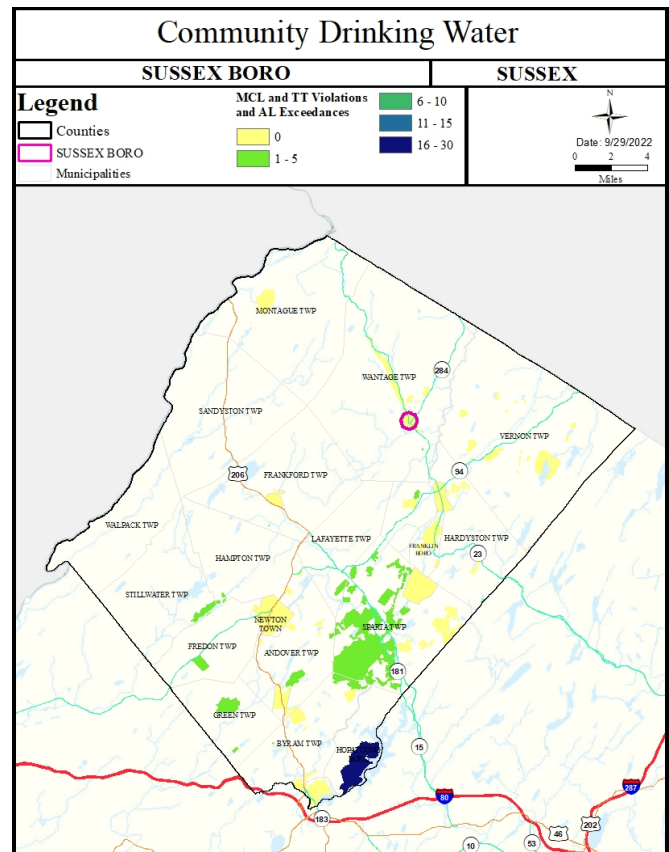 Community Drinking Water
SUSSEX BORO
SUSSEX
Legend
Counties
SUSSEX BORO
Municipalities
MCL and TT Violations
and AL Exceedances
0
1 - 5
6 - 10
11 - 15
16 - 30
N
Date: 9/29/2022
0 2 4
Miles
MONTAGUE TWP
WANTAGE TWP
284
SANDYSTON TWP
VERNON TWP
206
FRANKFORD TWP
94
WALPACK TWP
LAFAYETTE TWP
HARDYSTON TWP
FRANKLIN
BORO
23
HAMPTON TWP
STILLWATER TWP
NEWTON
TOWN
SPARTA TWP
FREDON TWP
ANDOVER TWP
181
GREEN TWP
BYRAM TWP
15
80
287
183
202
46
10
53